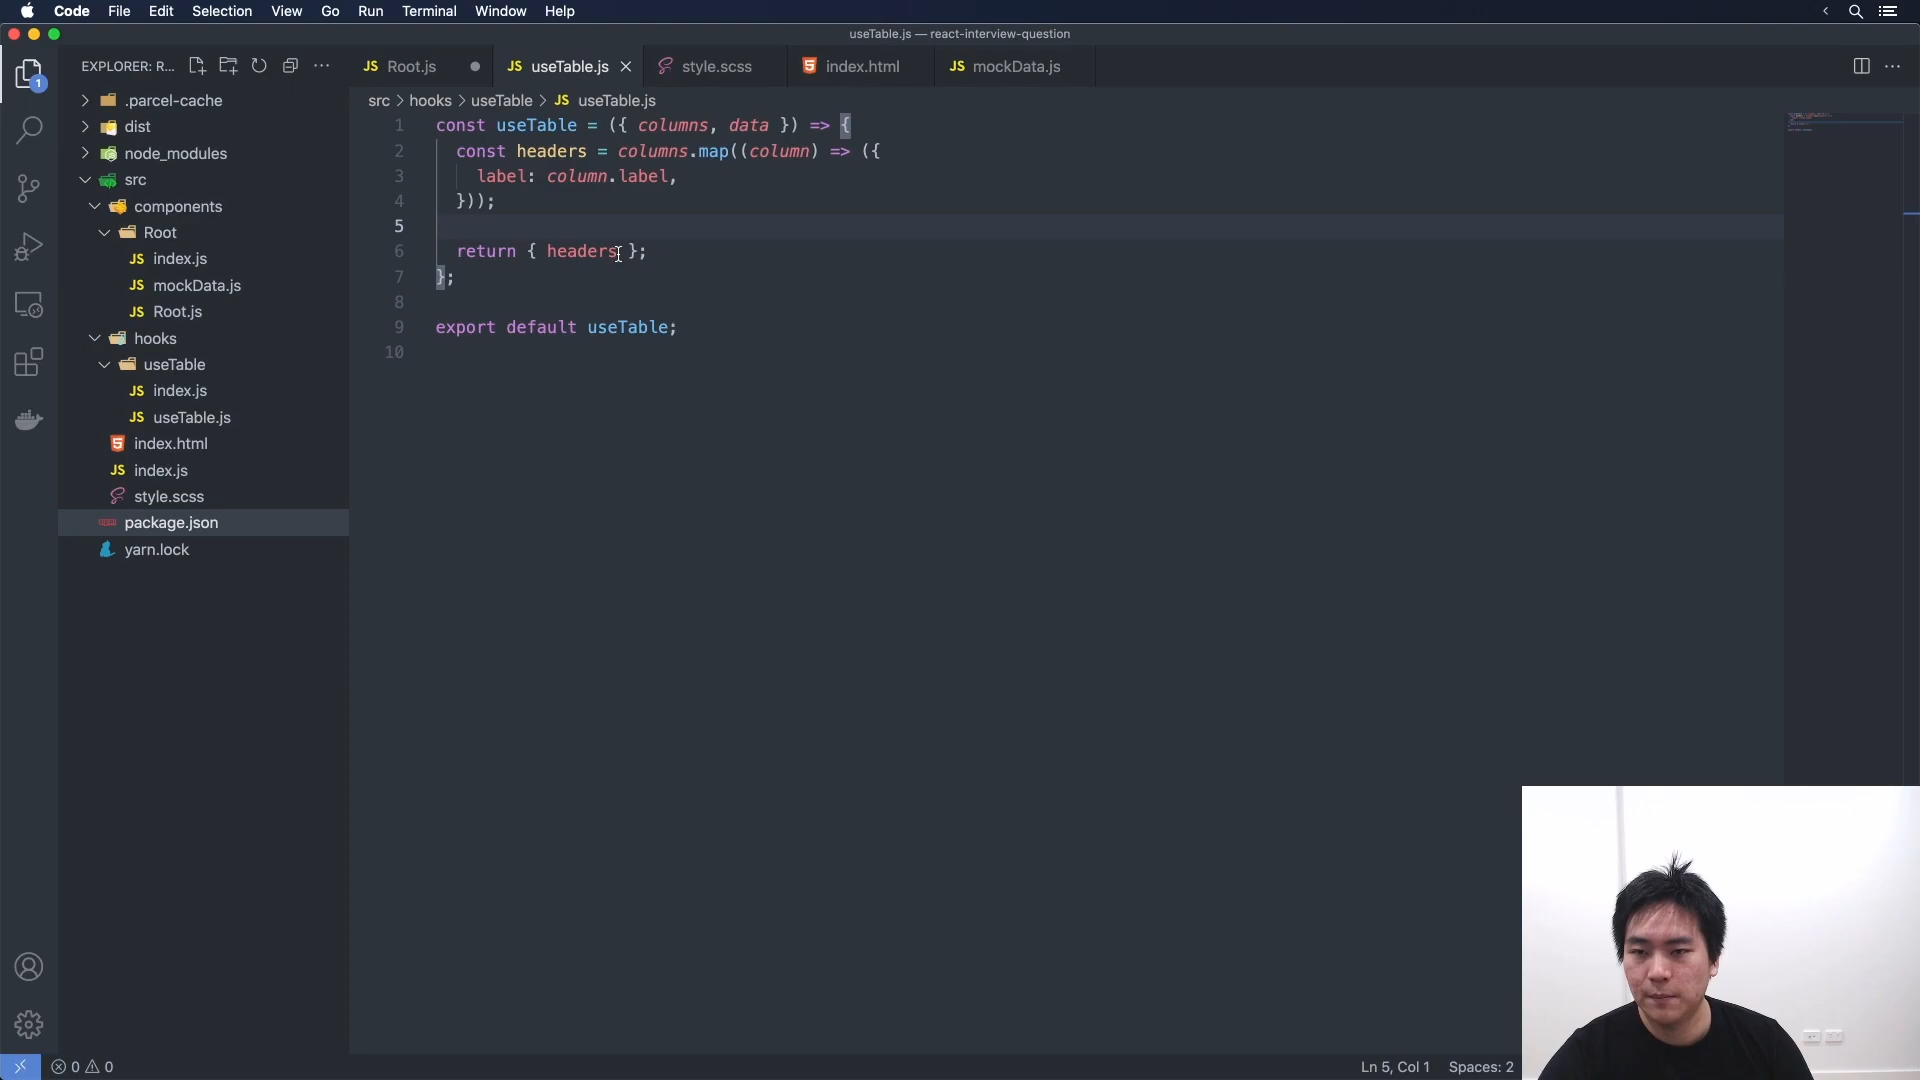 Code File Edit Selection View Go Run Terminal Window Help
useTable.js — react-interview-question
EXPLORER: R...
JS Root.js
JS useTable.js
style.scss
index.html
JS mockData.js
1
src > hooks > useTable > JS useTable.js
.parcel-cache
dist
node_modules
src
components
Root
JS index.js
JS mockData.js
JS Root.js
hooks
useTable
JS index.js
JS useTable.js
index.html
JS index.js
style.scss
package.json
yarn.lock
1 const useTable = ({ columns, data }) => {
2 const headers = columns.map((column) => ({
3 label: column.label,
4 }));
5
6 return { headers };
7 };
8
9 export default useTable;
10
0 0
Ln 5, Col 1 Spaces: 2